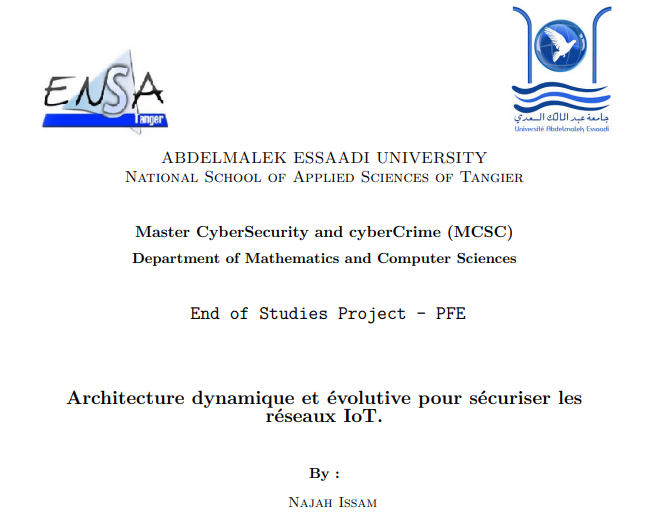 ENSA
Tanger
جامعة عبد المالك السعدي
Université Abdelmalek Essaadi
ABDELMALEK ESSAADI UNIVERSITY
National School of Applied Sciences of Tangier
Master CyberSecurity and cyberCrime (MCSC)
Department of Mathematics and Computer Sciences
End of Studies Project - PFE
Architecture dynamique et évolutive pour sécuriser les
réseaux IoT.
By :
Najah Issam